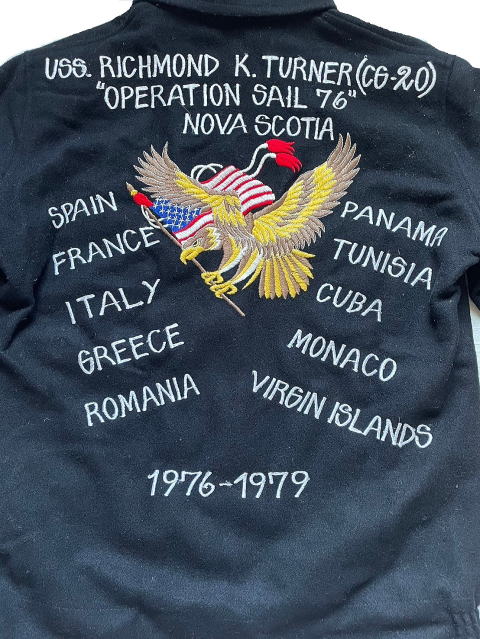 USS. RICHMOND K. TURNER (CG-20)
"OPERATION SAIL 76"
NOVA SCOTIA
SPAIN
FRANCE
ITALY
GREECE
ROMANIA
PANAMA
TUNISIA
CUBA
MONACO
VIRGIN ISLANDS
1976-1979